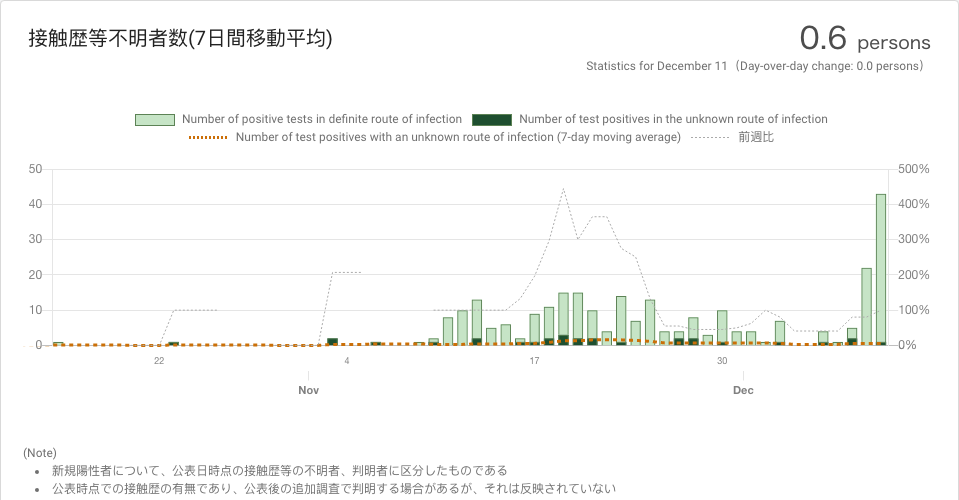 接触歴等不明者数(7日間移動平均)
0.6 persons
Statistics for December 11（Day-over-day change: 0.0 persons）
Number of positive tests in definite route of infection
Number of test positives in the unknown route of infection
Number of test positives with an unknown route of infection (7-day moving average)
前週比
50
500%
40
400%
30
300%
20
200%
10
100%
0
0%
22
4
17
30
Nov
Dec
(Note)
• 新規陽性者について、公表日時点の接触歴等の不明者、判明者に区分したものである
• 公表時点での接触歴の有無であり、公表後の追加調査で判明する場合があるが、それは反映されていない